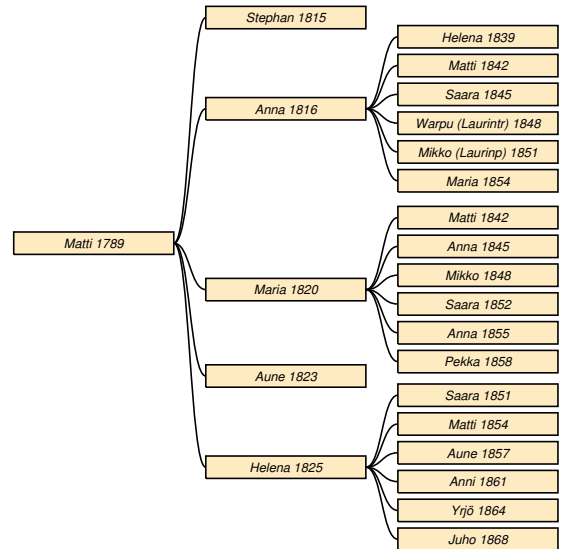 Matti 1789
Stephan 1815
Anna 1816
Helena 1839
Matti 1842
Saara 1845
Warpu (Laurintr) 1848
Mikko (Laurinp) 1851
Maria 1854
Maria 1820
Matti 1842
Anna 1845
Mikko 1848
Saara 1852
Anna 1855
Pekka 1858
Aune 1823
Helena 1825
Saara 1851
Matti 1854
Aune 1857
Anni 1861
Yrjö 1864
Juho 1868